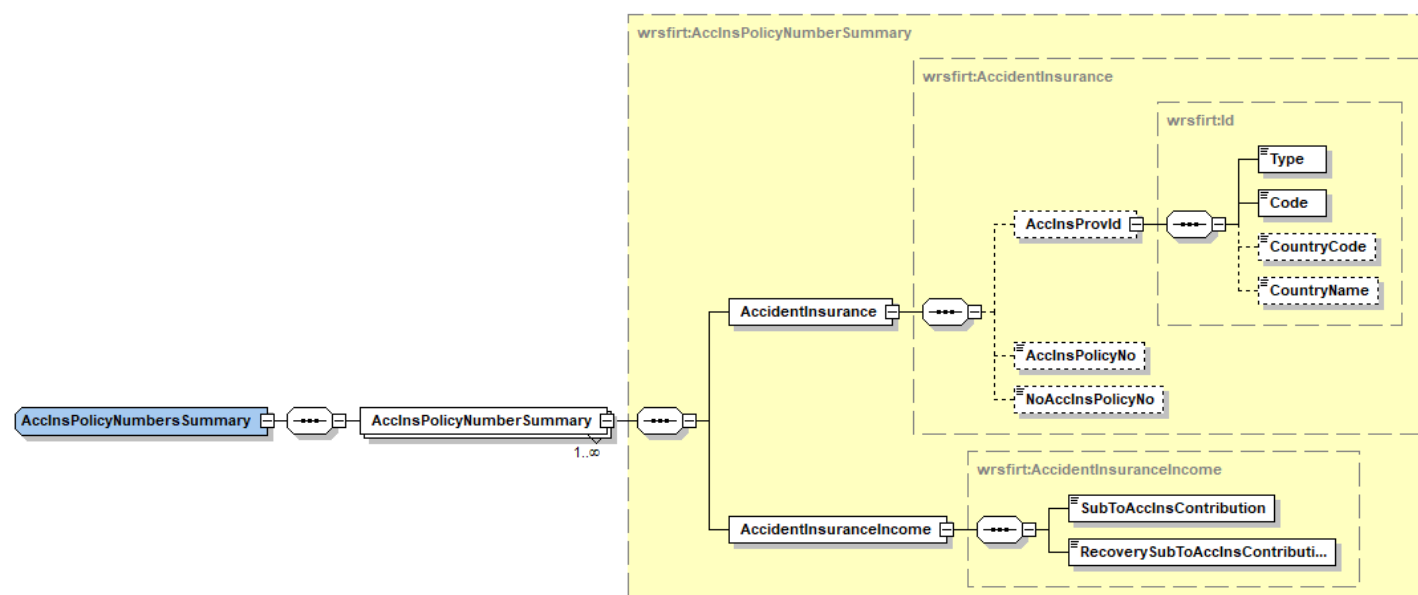 wrsfirt:AccInsPolicyNumberSummary
wrsfirt:AccidentInsurance
wrsfirt:Id
Type
Code
AccInsProvId
CountryCode
CountryName
AccidentInsurance
AccInsPolicyNo
NoAccInsPolicyNo
AccInsPolicyNumbersSummary
AccInsPolicyNumberSummary
1..∞
wrsfirt:AccidentInsuranceIncome
SubToAccInsContribution
AccidentInsuranceIncome
RecoverySubToAccInsContributi...